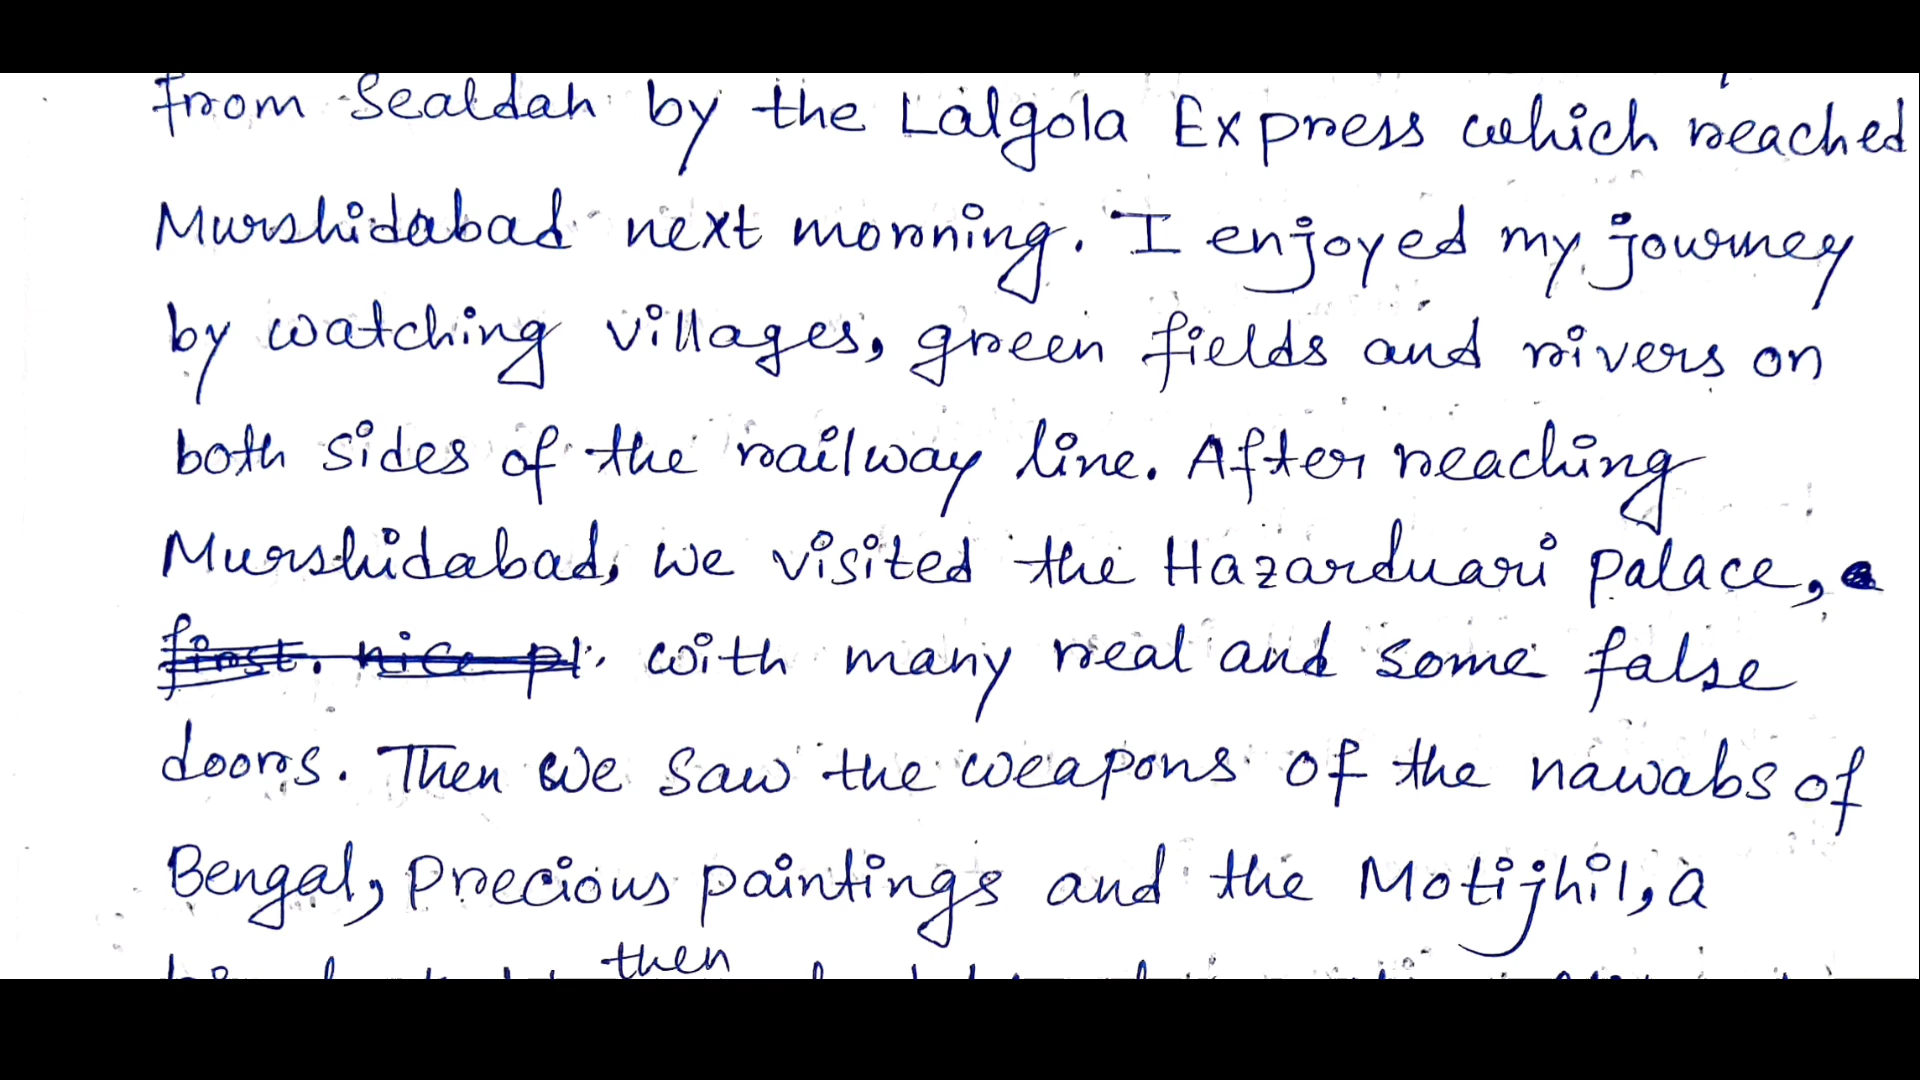 from Sealdah by the Lalgola Express which reached
Murshidabad next morning. I enjoyed my journey
by watching villages, green fields and rivers on
both sides of the railway line. After reaching
Murshidabad, we visited the Hazarduari palace,
first. nice pl. with many real and some false
doors. Then we saw the weapons of the nawabs of
Bengal, precious paintings and the Motijhil, a
then